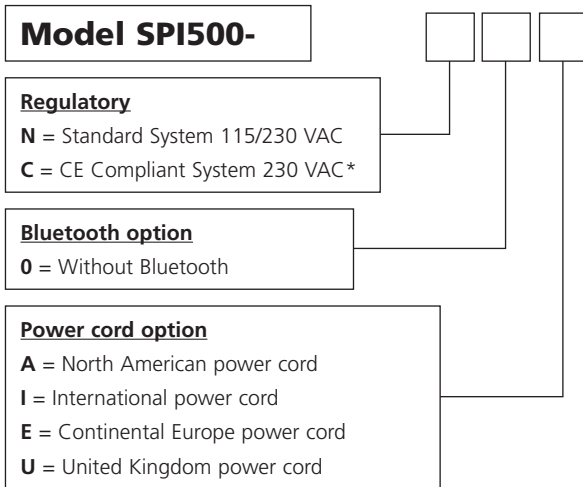 Model SPI500-
Regulatory
N = Standard System 115/230 VAC
C = CE Compliant System 230 VAC*
Bluetooth option
0 = Without Bluetooth
Power cord option
A = North American power cord
I = International power cord
E = Continental Europe power cord
U = United Kingdom power cord